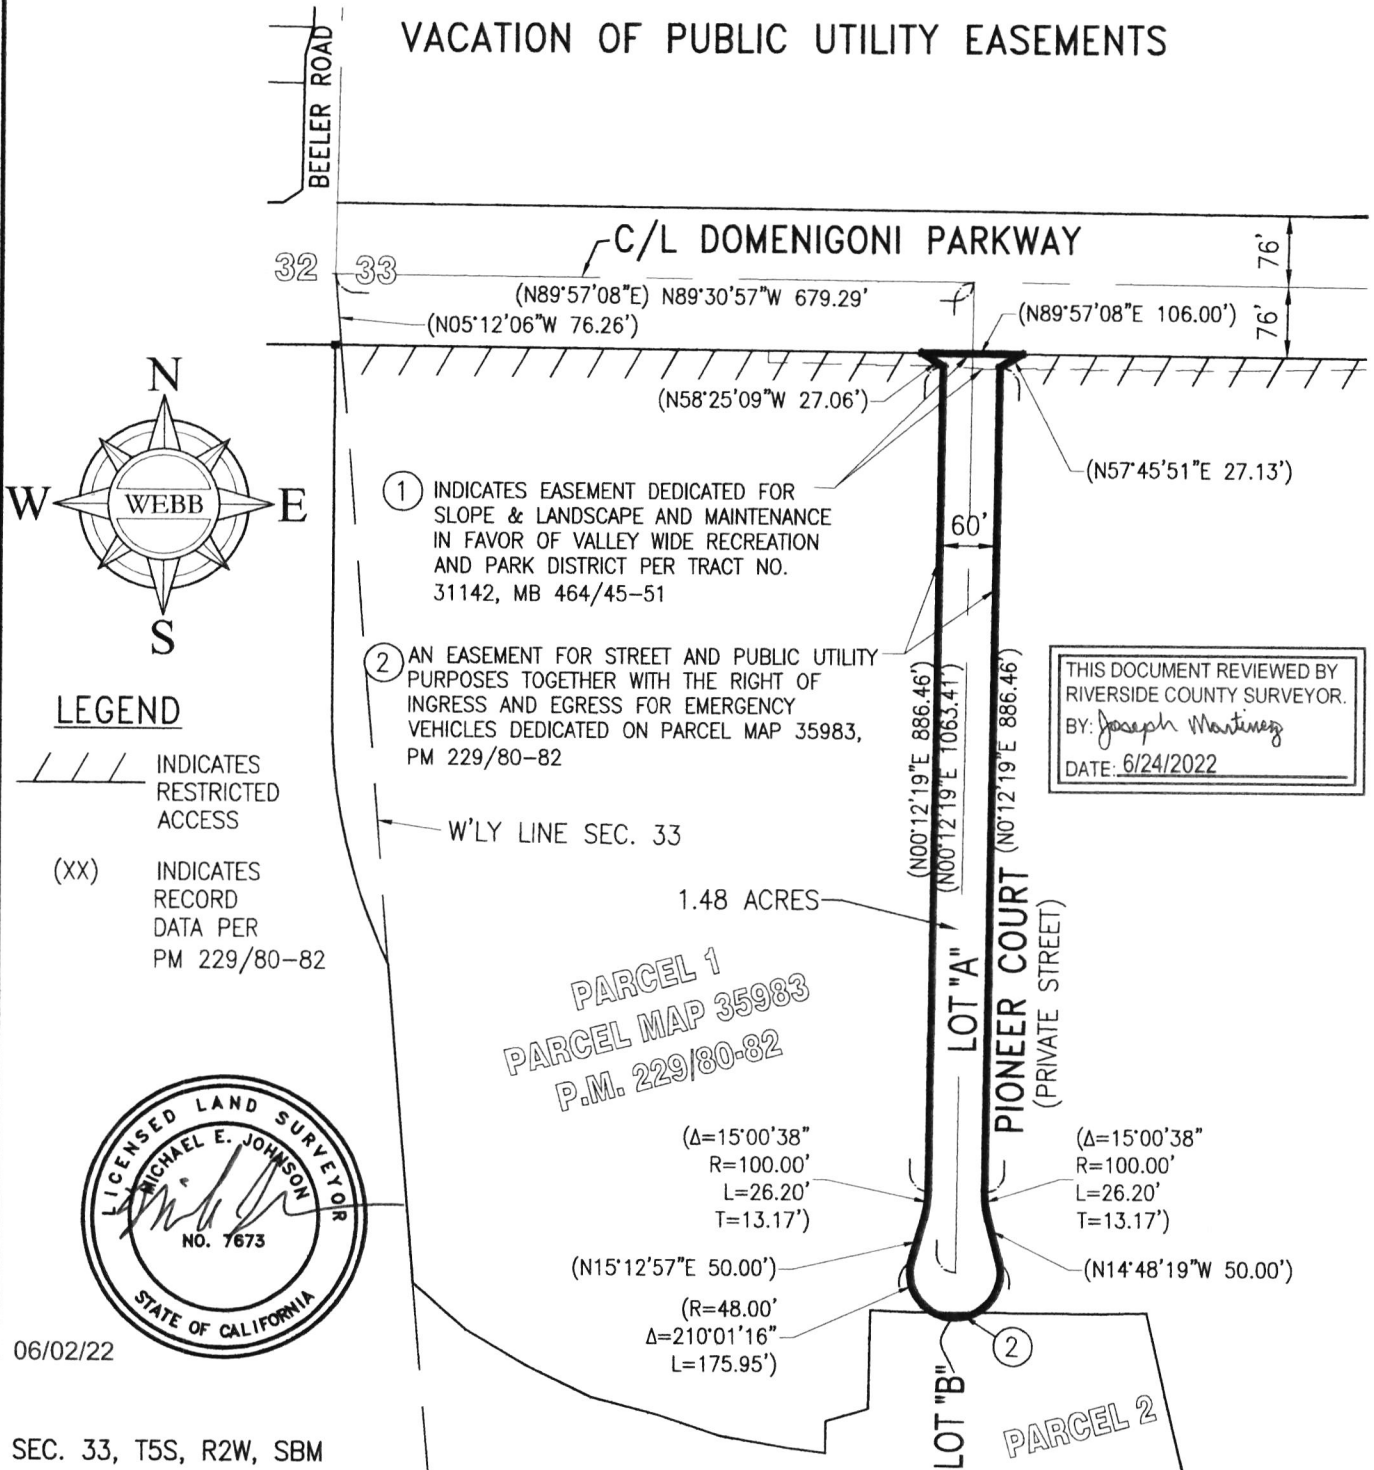 VACATION OF PUBLIC UTILITY EASEMENTS
BEELER ROAD
C/L DOMENIGONI PARKWAY
76'
76'
32
33
(N89°57'08"E) N89°30'57"W 679.29'
(N05°12'06"W 76.26')
(N89°57'08"E 106.00')
(N58°25'09"W 27.06')
(N57°45'51"E 27.13')
N
W
WEBB
E
S
1
INDICATES EASEMENT DEDICATED FOR
SLOPE & LANDSCAPE AND MAINTENANCE
IN FAVOR OF VALLEY WIDE RECREATION
AND PARK DISTRICT PER TRACT NO.
31142, MB 464/45-51
60'
2
AN EASEMENT FOR STREET AND PUBLIC UTILITY
PURPOSES TOGETHER WITH THE RIGHT OF
INGRESS AND EGRESS FOR EMERGENCY
VEHICLES DEDICATED ON PARCEL MAP 35983,
PM 229/80-82
(N00°12'19"E 886.46')
(N00°12'19"E 1063.41')
(N0°12'19"E 886.46')
THIS DOCUMENT REVIEWED BY
RIVERSIDE COUNTY SURVEYOR.
BY: Joseph Martinez
DATE: 6/24/2022
LEGEND
INDICATES
RESTRICTED
ACCESS
(XX)
INDICATES
RECORD
DATA PER
PM 229/80-82
W'LY LINE SEC. 33
1.48 ACRES
LOT "A"
PIONEER COURT
(PRIVATE STREET)
PARCEL 1
PARCEL MAP 35983
P.M. 229/80-82
(Δ=15°00'38"
R=100.00'
L=26.20'
T=13.17')
(Δ=15°00'38"
R=100.00'
L=26.20'
T=13.17')
(N15°12'57"E 50.00')
(N14°48'19"W 50.00')
(R=48.00'
Δ=210°01'16"
L=175.95')
2
LOT "B"
PARCEL 2
LICENSED LAND SURVEYOR
MICHAEL E. JOHNSON
NO. 7673
STATE OF CALIFORNIA
06/02/22
SEC. 33, T5S, R2W, SBM